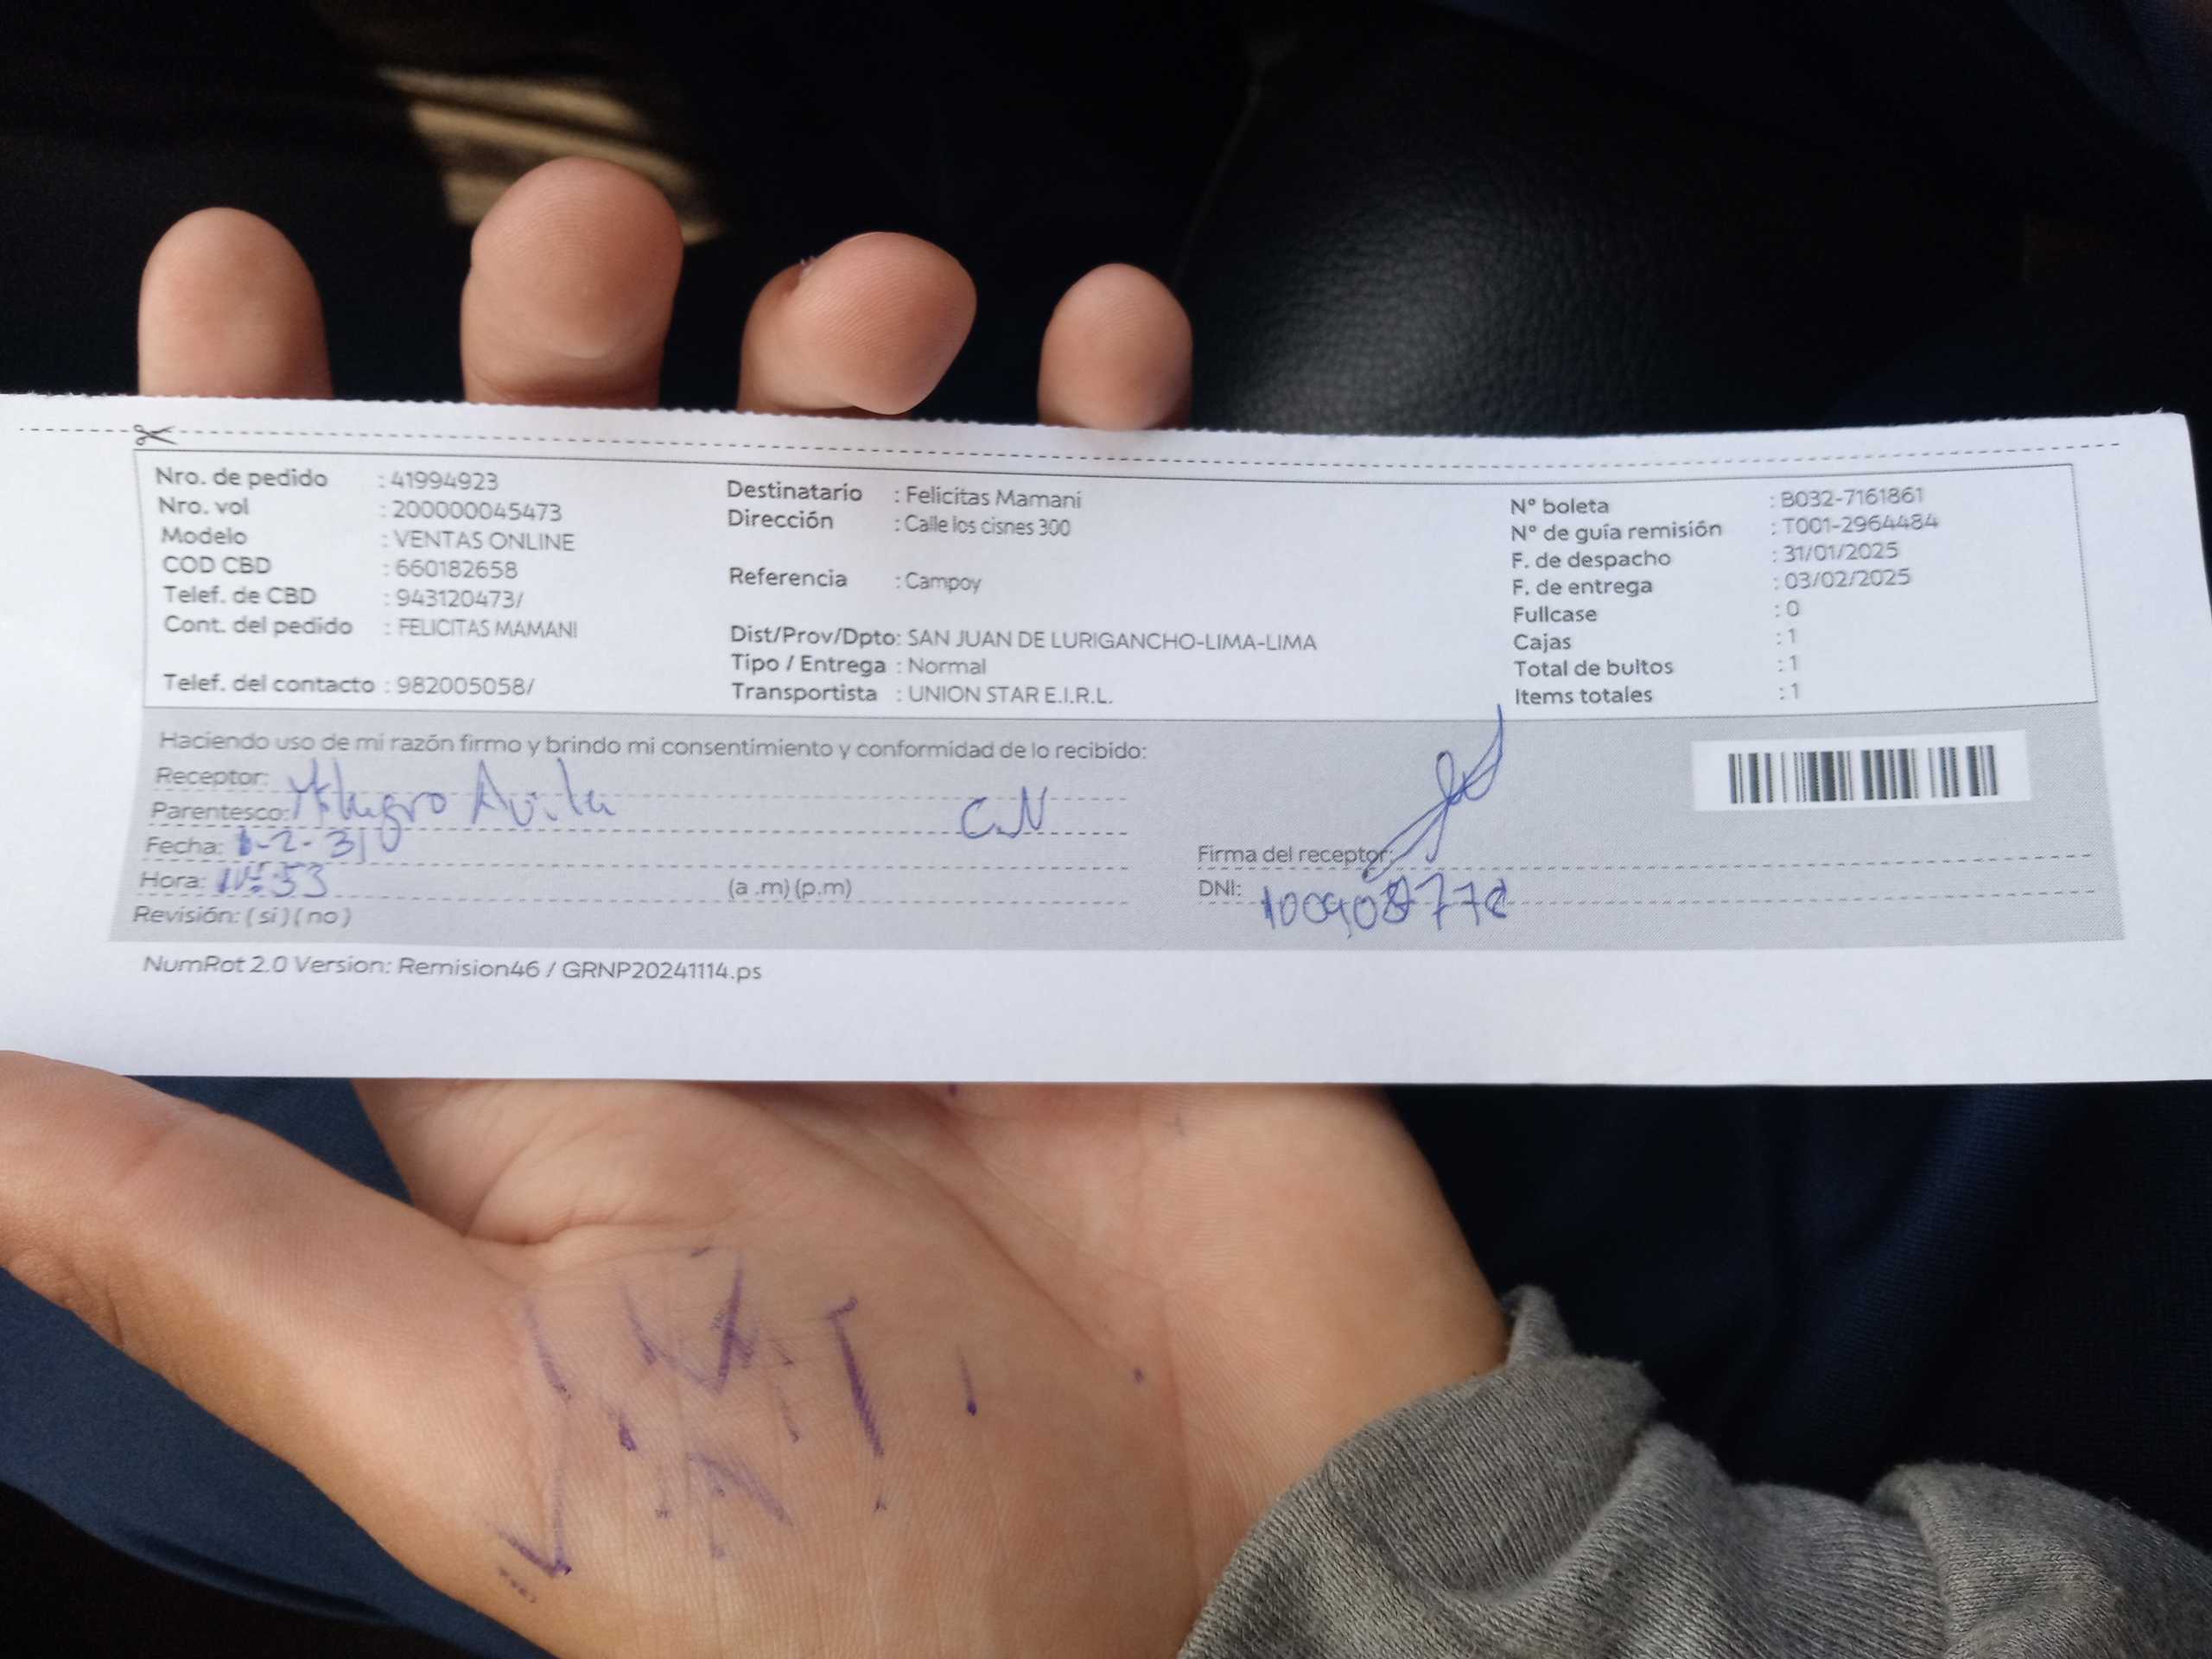 Nro. de pedido : 41994923
Nro. vol : 200000045473
Modelo : VENTAS ONLINE
COD CBD : 660182658
Telef. de CBD : 943120473/
Cont. del pedido : FELICITAS MAMANI
Telef. del contacto : 982005058/
Destinatario : Felicitas Mamani
Dirección : Calle los cisnes 300
Referencia : Campoy
Dist/Prov/Dpto: SAN JUAN DE LURIGANCHO-LIMA-LIMA
Tipo / Entrega : Normal
Transportista : UNION STAR E.I.R.L.
Nº boleta : B032-7161861
Nº de guía remisión : T001-2964484
F. de despacho : 31/01/2025
F. de entrega : 03/02/2025
Fullcase : 0
Cajas : 1
Total de bultos : 1
Items totales : 1
Haciendo uso de mi razón firmo y brindo mi consentimiento y conformidad de lo recibido:
Receptor:
Parentesco: Milagro Avila C.N
Fecha:
Hora: (a .m) (p.m)
Revisión: ( si ) ( no )
Firma del receptor:
DNI:
NumRot 2.0 Version: Remision46 / GRNP20241114.ps